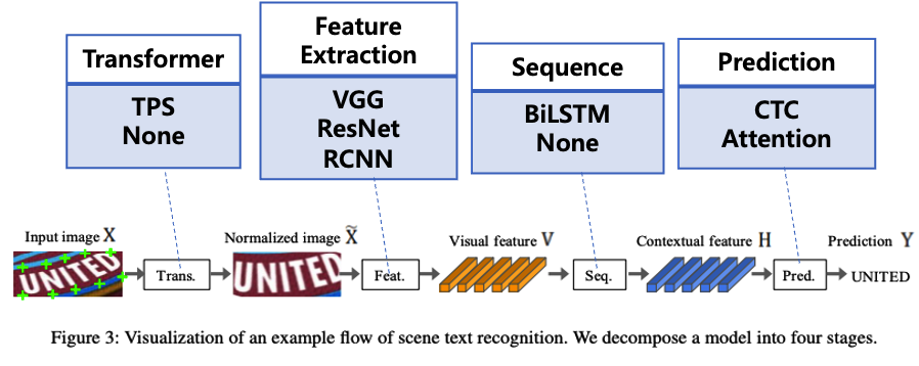 Transformer
TPS
None
Feature
Extraction
VGG
ResNet
RCNN
Sequence
BiLSTM
None
Prediction
CTC
Attention
Input image X
Normalized image X̃
Visual feature V
Contextual feature H
Prediction Y
UNITED
Trans.
UNITED
Feat.
Seq.
Pred.
UNITED
Figure 3: Visualization of an example flow of scene text recognition. We decompose a model into four stages.